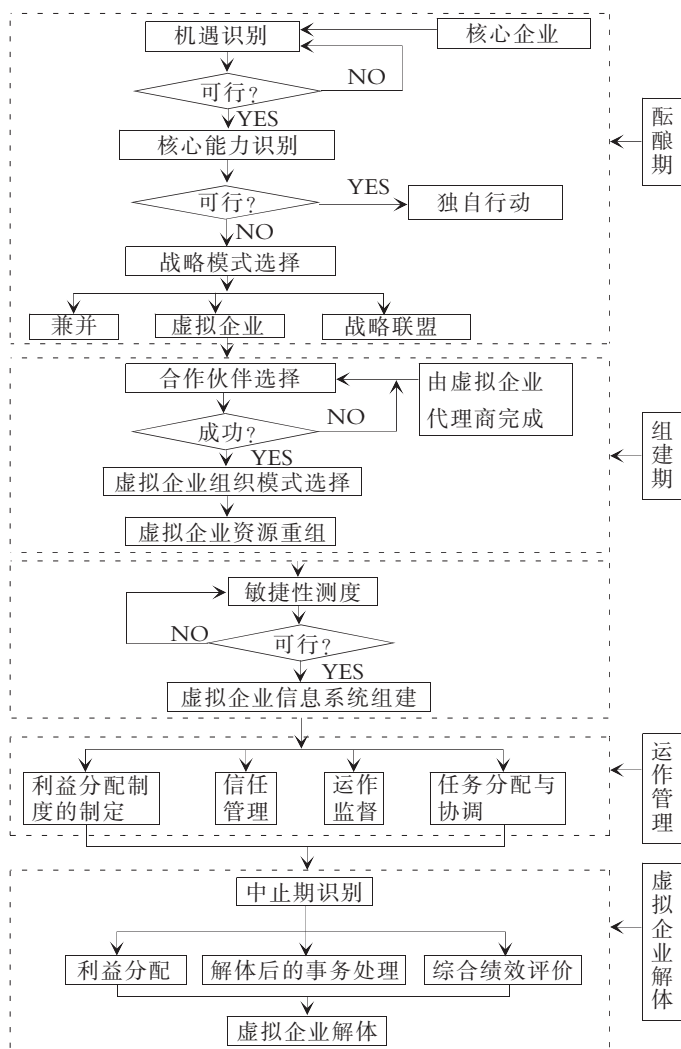 机遇识别
核心企业
NO
可行?
YES
核心能力识别
YES
可行?
独自行动
NO
战略模式选择
兼并
虚拟企业
战略联盟
酝酿期
合作伙伴选择
由虚拟企业
代理商完成
NO
成功?
YES
虚拟企业组织模式选择
虚拟企业资源重组
组建期
敏捷性测度
NO
可行?
YES
虚拟企业信息系统组建
利益分配制
度的制定
信任
管理
运作
监督
任务分配与
协调
运作管理
中止期识别
利益分配
解体后的事务处理
综合绩效评价
虚拟企业解体
虚拟企业解体